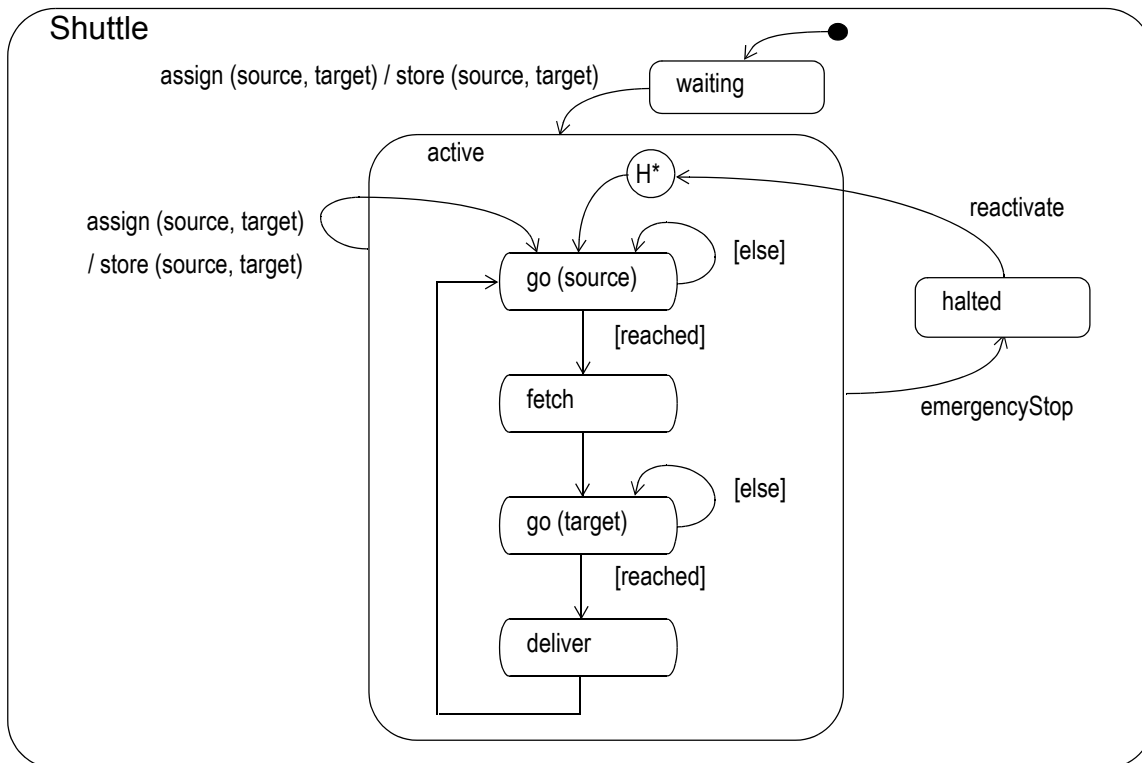 Shuttle
assign (source, target) / store (source, target)
waiting
active
H*
assign (source, target)
/ store (source, target)
reactivate
[else]
go (source)
halted
[reached]
fetch
emergencyStop
[else]
go (target)
[reached]
deliver